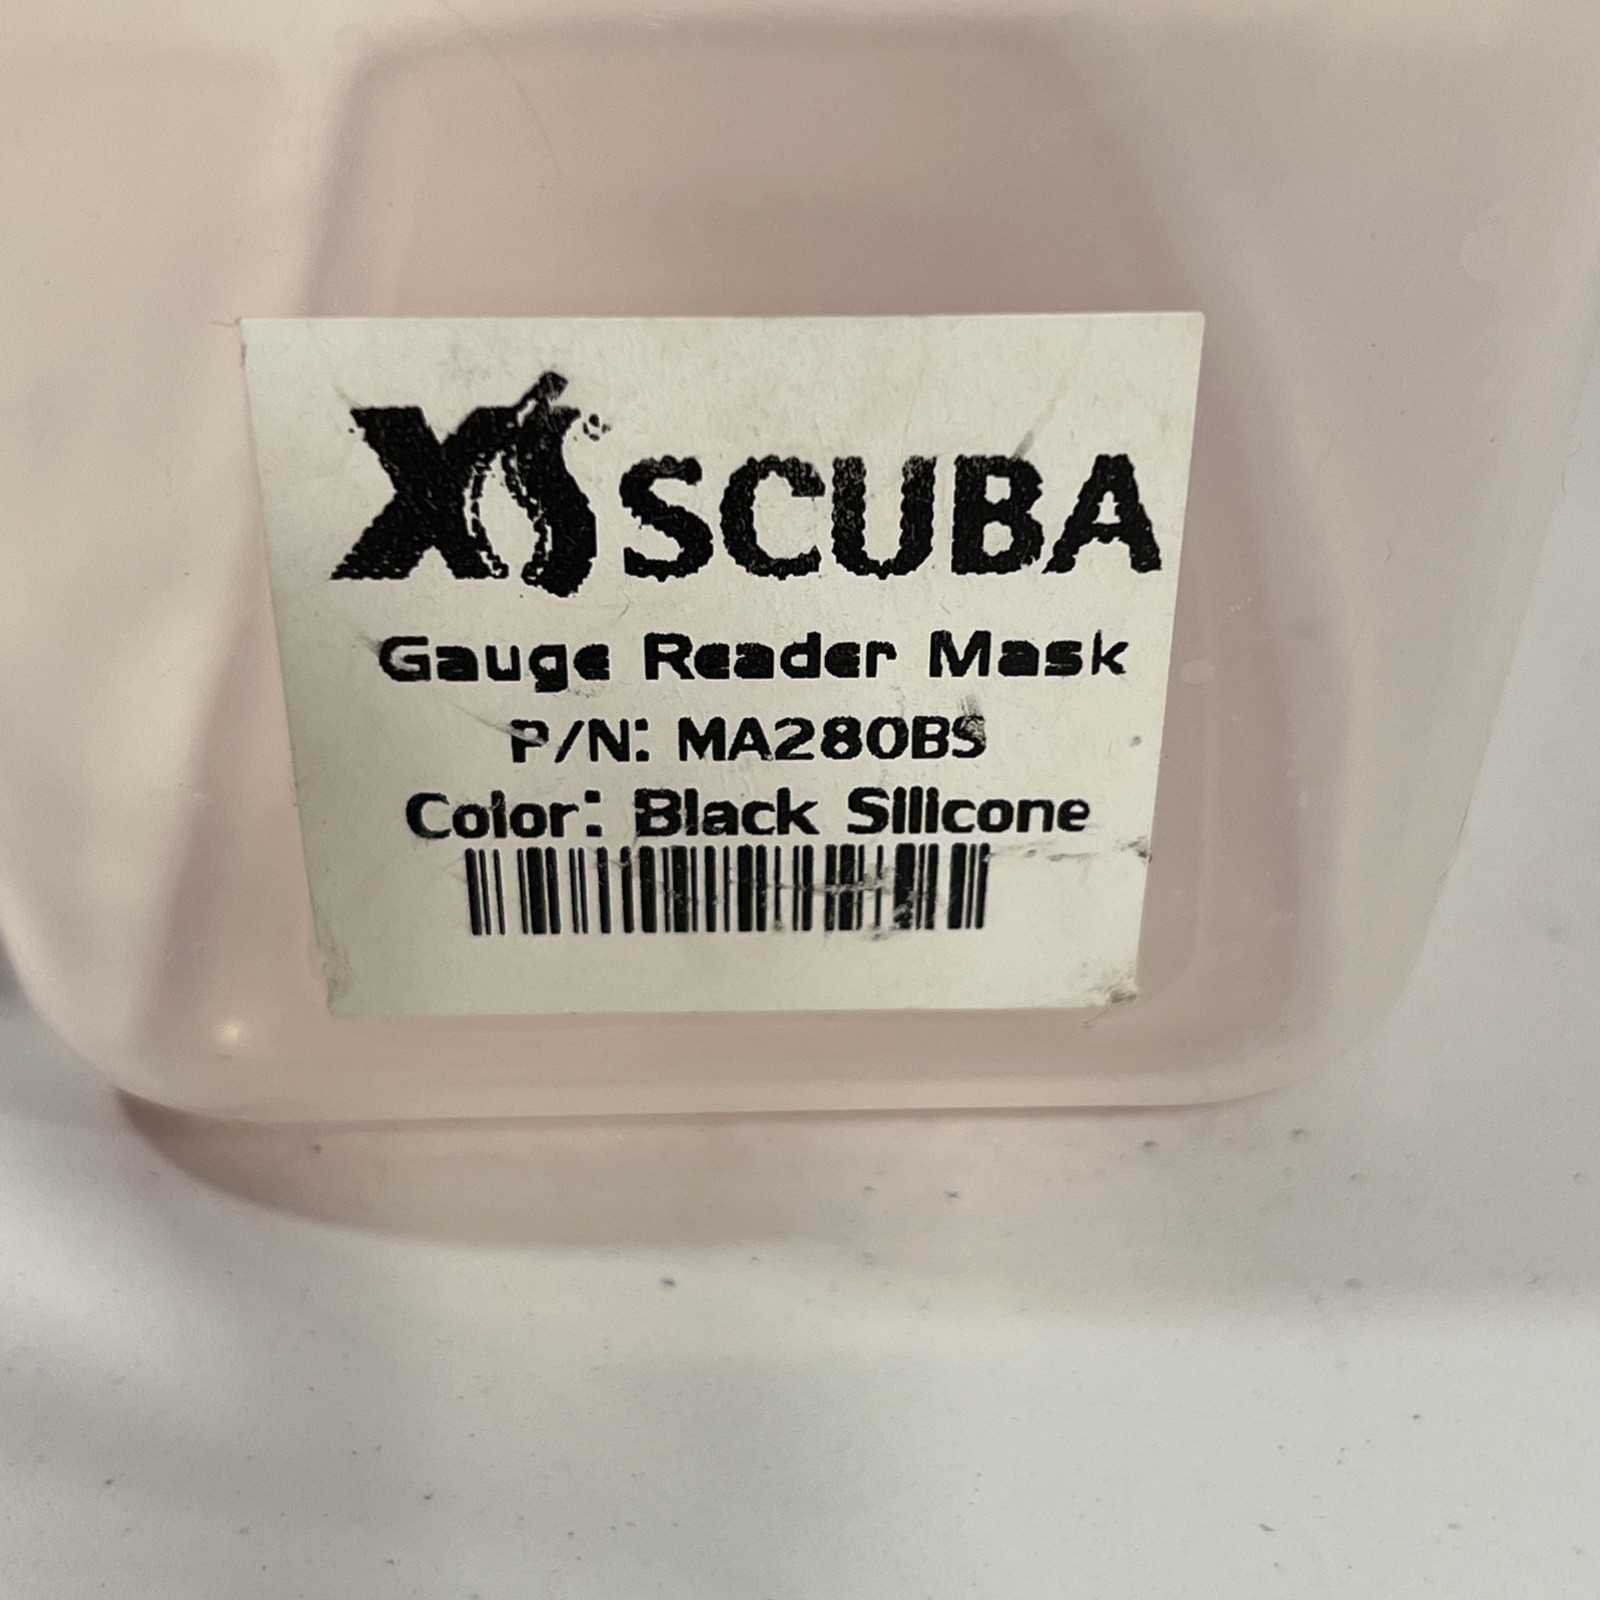 XS SCUBA
Gauge Reader Mask
P/N: MA280BS
Color: Black Silicone